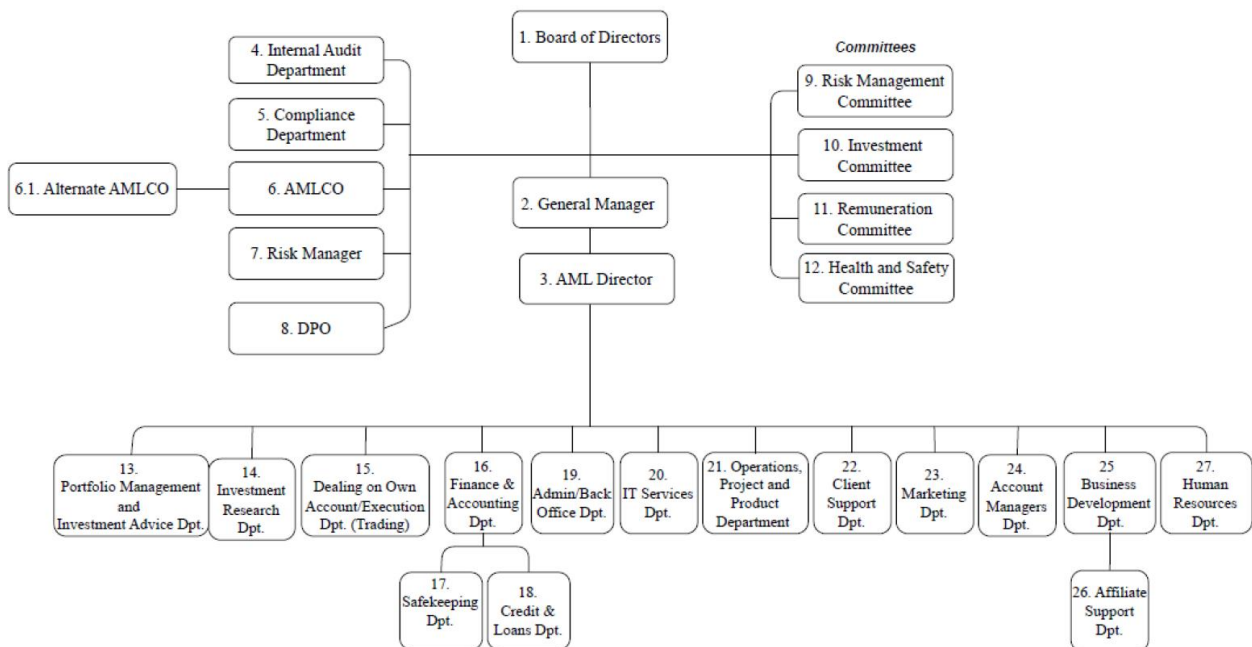 1. Board of Directors
Committees
4. Internal Audit
Department
5. Compliance
Department
6.1. Alternate AMLCO
6. AMLCO
7. Risk Manager
8. DPO
2. General Manager
3. AML Director
9. Risk Management
Committee
10. Investment
Committee
11. Remuneration
Committee
12. Health and Safety
Committee
13.
Portfolio Management
and
Investment Advice Dpt.
14.
Investment
Research
Dpt.
15.
Dealing on Own
Account/Execution
Dpt. (Trading)
16.
Finance &
Accounting
Dpt.
17.
Safekeeping
Dpt.
18.
Credit &
Loans Dpt.
19.
Admin/Back
Office Dpt.
20.
IT Services
Dpt.
21. Operations,
Project and
Product
Department
22.
Client
Support
Dpt.
23.
Marketing
Dpt.
24.
Account
Managers
Dpt.
25
Business
Development
Dpt.
26. Affiliate
Support
Dpt.
27.
Human
Resources
Dpt.